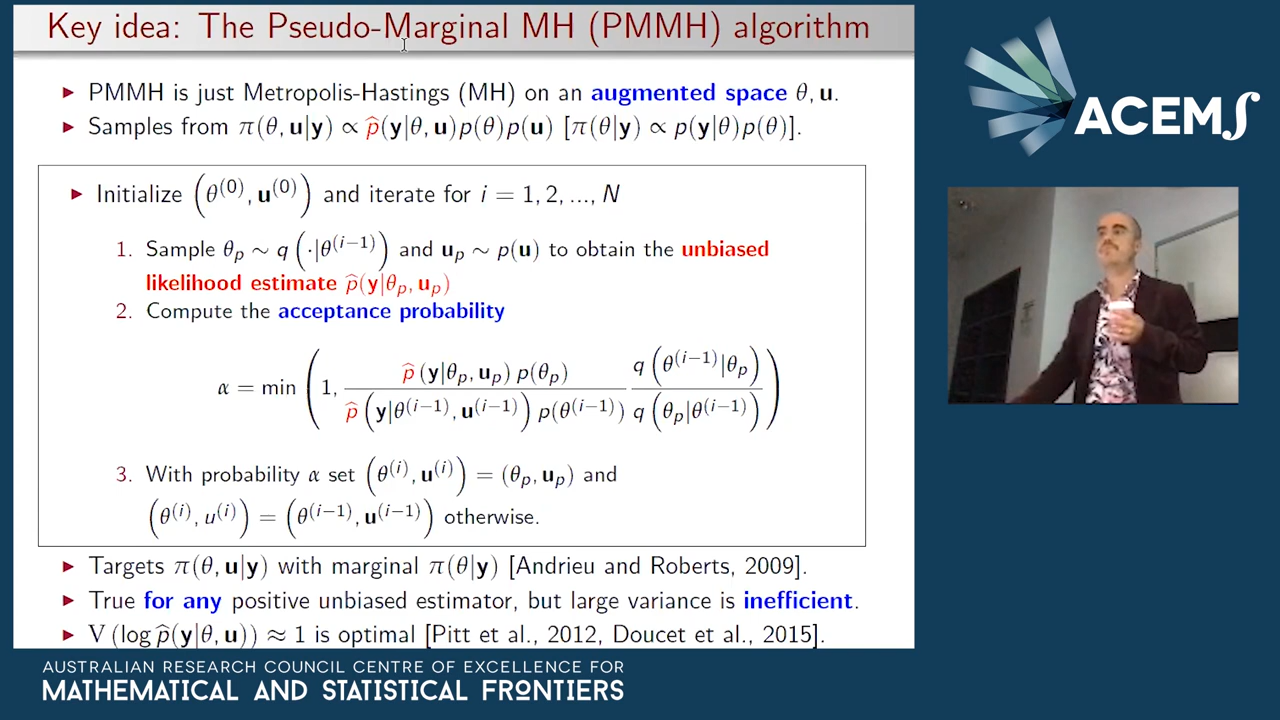 Key idea: The Pseudo-Marginal MH (PMMH) algorithm
▶ PMMH is just Metropolis-Hastings (MH) on an augmented space θ, u.
▶ Samples from π(θ, u|y) ∝ p̂(y|θ, u)p(θ)p(u) [π(θ|y) ∝ p(y|θ)p(θ)].
▶ Initialize (θ^(0), u^(0)) and iterate for i = 1, 2, ..., N
1. Sample θ_p ∼ q(·|θ^(i−1)) and u_p ∼ p(u) to obtain the unbiased
likelihood estimate p̂(y|θ_p, u_p)
2. Compute the acceptance probability
α = min (1, p̂(y|θ_p, u_p) p(θ_p) / p̂(y|θ^(i−1), u^(i−1)) p(θ^(i−1)) q(θ^(i−1)|θ_p) / q(θ_p|θ^(i−1)))
3. With probability α set (θ^(i), u^(i)) = (θ_p, u_p) and
(θ^(i), u^(i)) = (θ^(i−1), u^(i−1)) otherwise.
▶ Targets π(θ, u|y) with marginal π(θ|y) [Andrieu and Roberts, 2009].
▶ True for any positive unbiased estimator, but large variance is inefficient.
▶ V(log p̂(y|θ, u)) ≈ 1 is optimal [Pitt et al., 2012, Doucet et al., 2015].
ACEMS
AUSTRALIAN RESEARCH COUNCIL CENTRE OF EXCELLENCE FOR
MATHEMATICAL AND STATISTICAL FRONTIERS